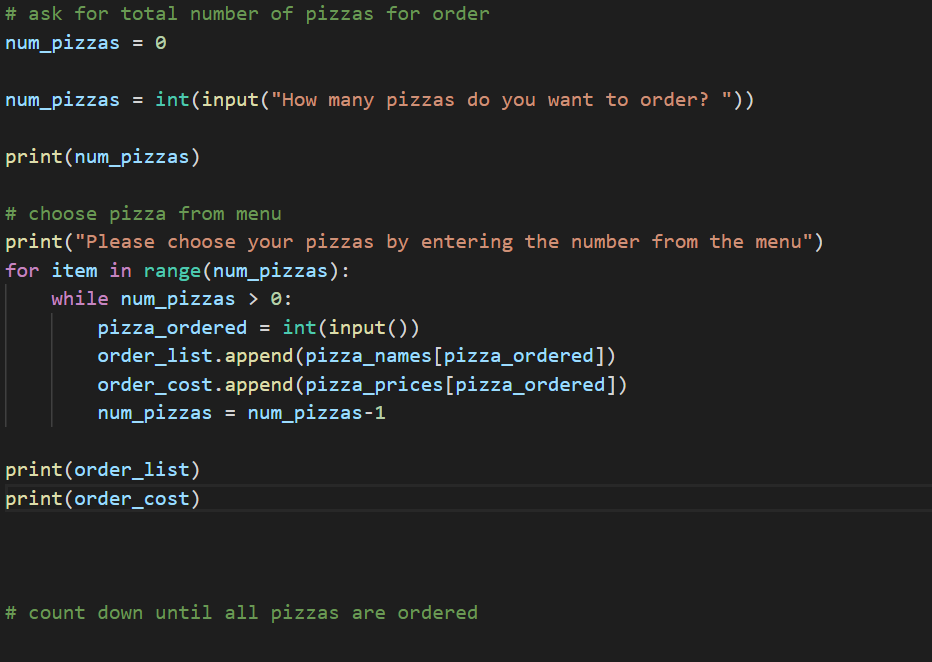 # ask for total number of pizzas for order
num_pizzas = 0
num_pizzas = int(input("How many pizzas do you want to order? "))
print(num_pizzas)
# choose pizza from menu
print("Please choose your pizzas by entering the number from the menu")
for item in range(num_pizzas):
    while num_pizzas > 0:
        pizza_ordered = int(input())
        order_list.append(pizza_names[pizza_ordered])
        order_cost.append(pizza_prices[pizza_ordered])
        num_pizzas = num_pizzas-1
print(order_list)
print(order_cost)
# count down until all pizzas are ordered